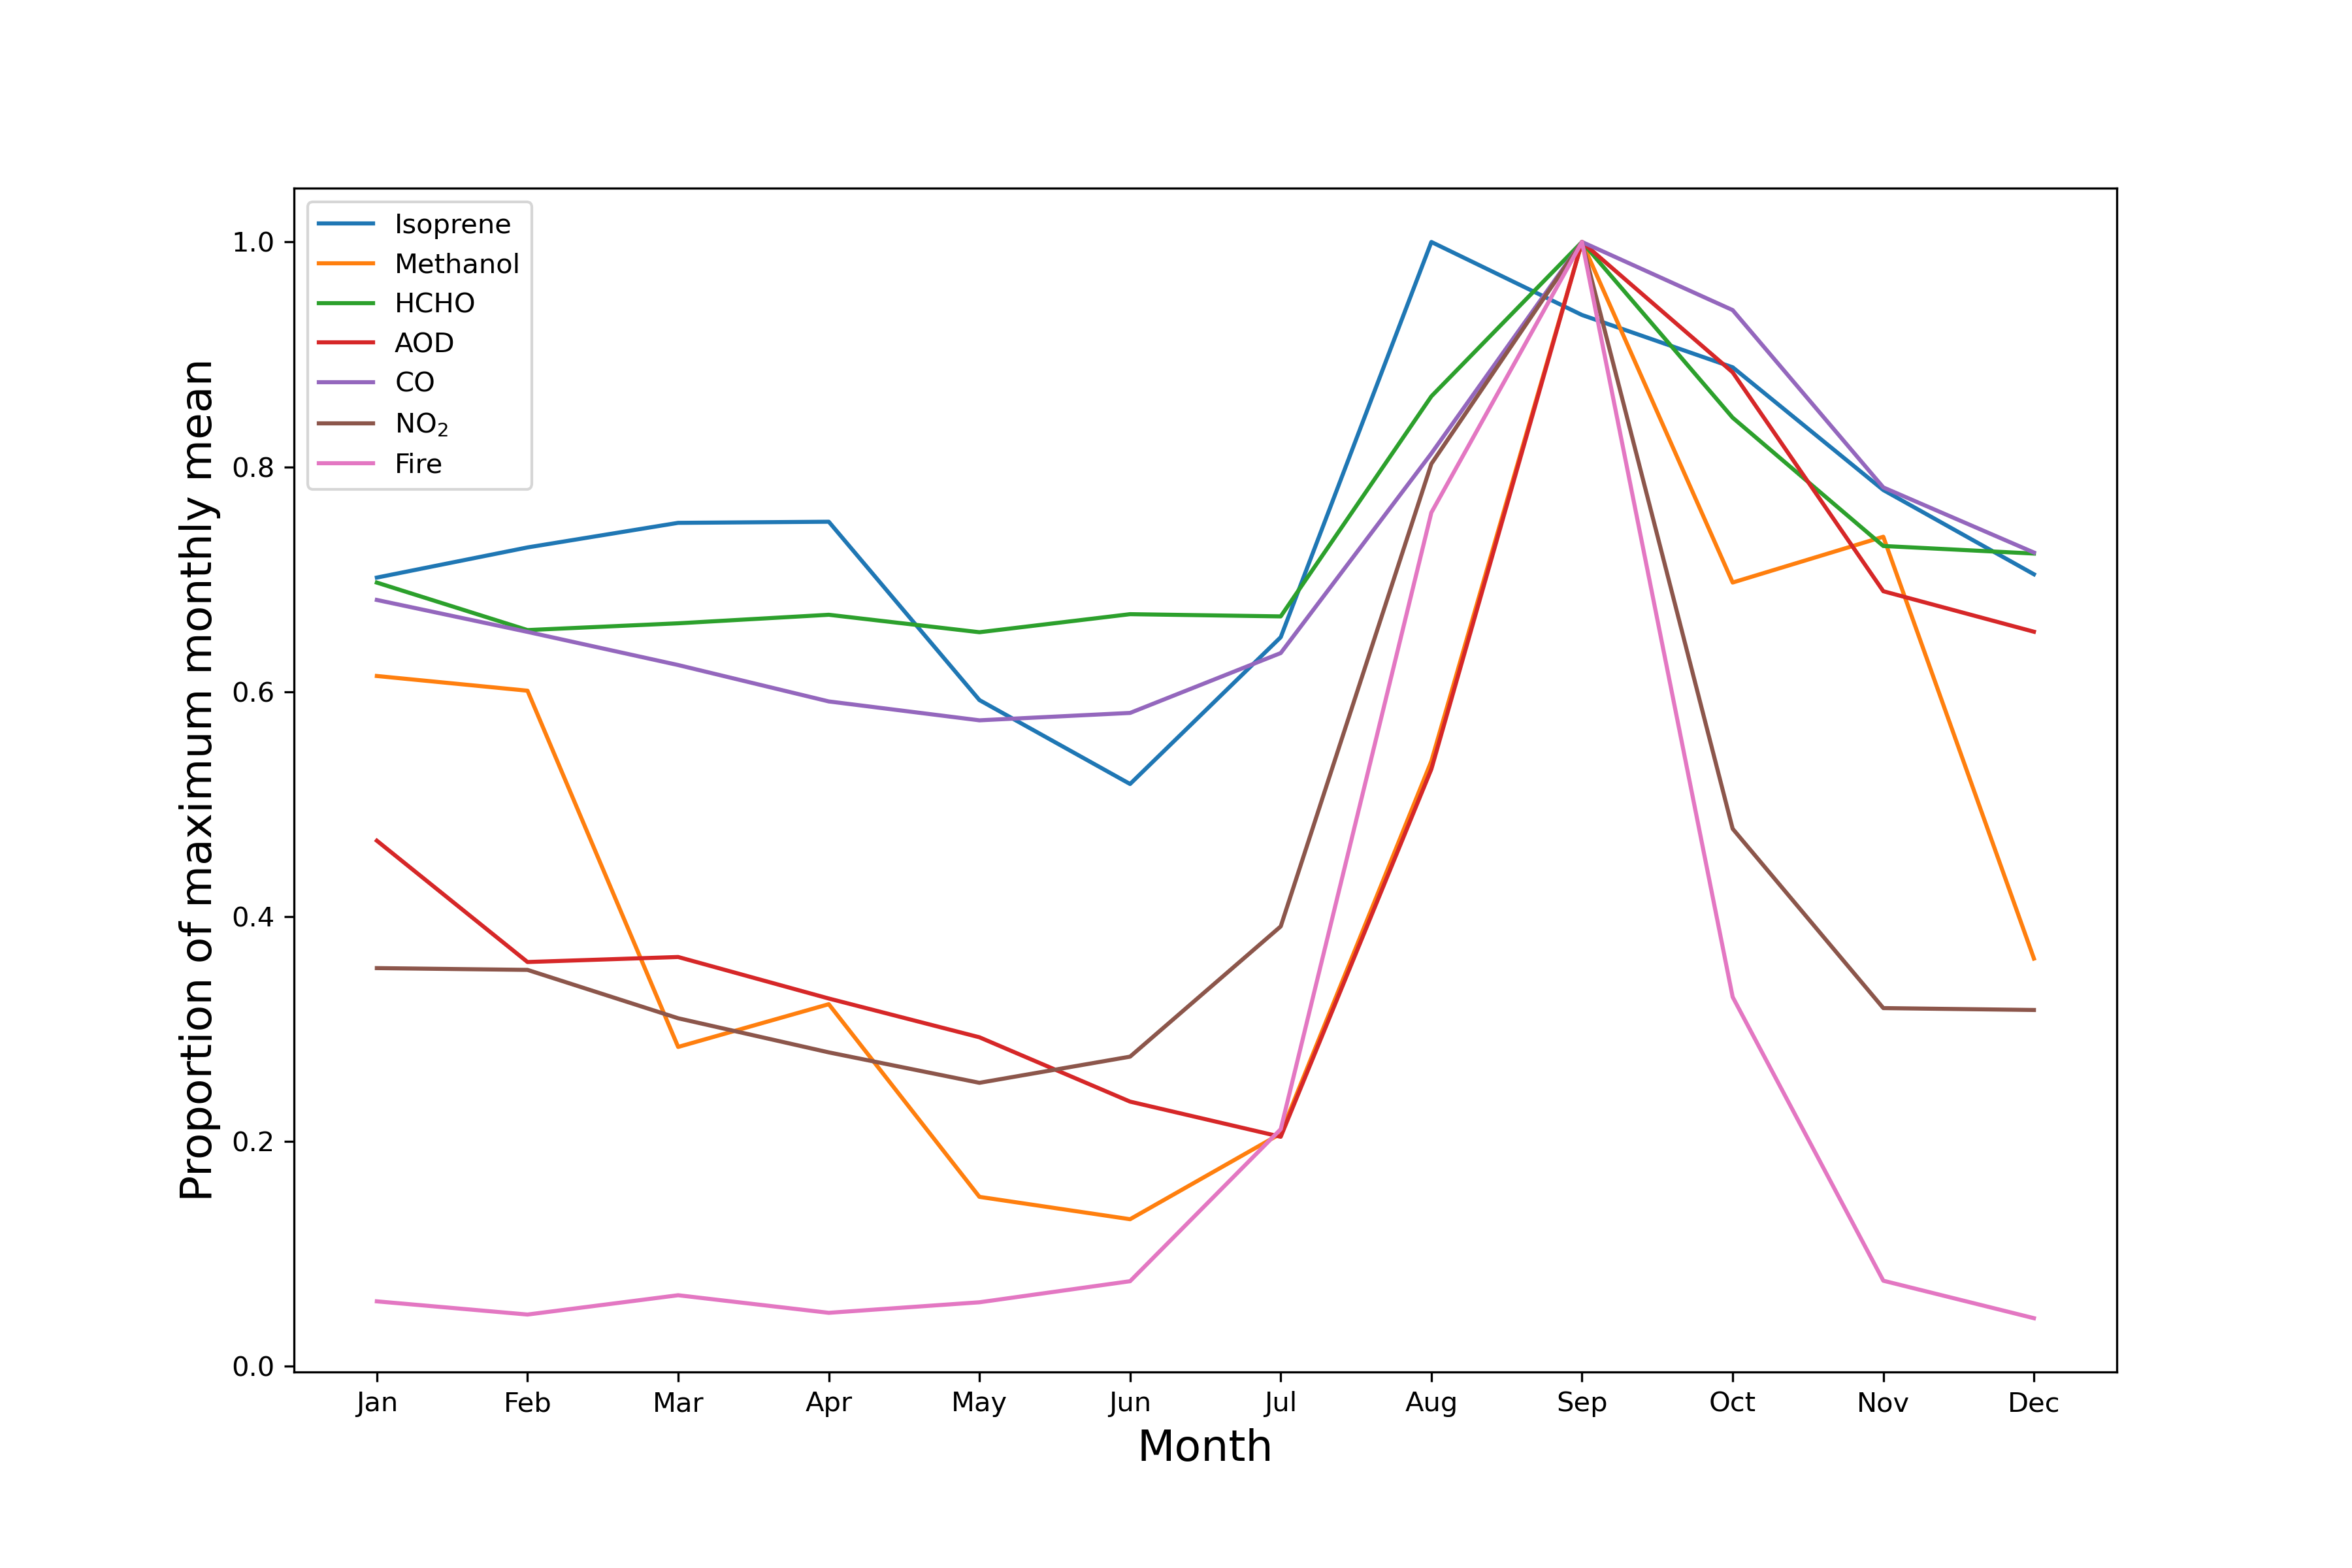 Isoprene
Methanol
HCHO
AOD
CO
NO₂
Fire
Proportion of maximum monthly mean
1.0
0.8
0.6
0.4
0.2
0.0
Jan Feb Mar Apr May Jun Jul Aug Sep Oct Nov Dec
Month